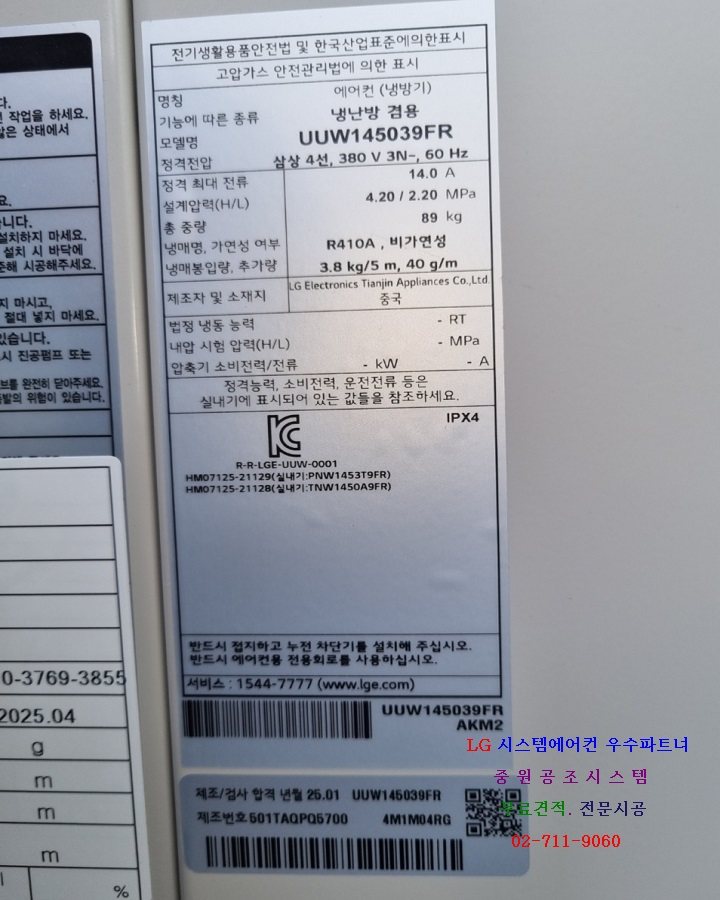 전기생활용품안전법 및 한국산업표준에의한표시
고압가스 안전관리법에 의한 표시
명칭 에어컨 (냉방기)
기능에 따른 종류 냉난방 겸용
모델명 UUW145039FR
정격전압 삼상 4선, 380 V 3N~, 60 Hz
정격 최대 전류 14.0 A
설계압력(H/L) 4.20 / 2.20 MPa
총 중량 89 kg
냉매명, 가연성 여부 R410A , 비가연성
냉매봉입량, 추가량 3.8 kg/5 m, 40 g/m
제조자 및 소재지 LG Electronics Tianjin Appliances Co.,Ltd.
중국
법정 냉동 능력 - RT
내압 시험 압력(H/L) - MPa
압축기 소비전력/전류 - kW - A
정격능력, 소비전력, 운전전류 등은
실내기에 표시되어 있는 값들을 참조하세요.
IPX4
R-R-LGE-UUW-0001
HM07125-21129(실내기:PNW1453T9FR)
HM07125-21128(실내기:TNW1450A9FR)
반드시 접지하고 누전 차단기를 설치해 주십시오.
반드시 에어컨용 전용회로를 사용하십시오.
서비스 : 1544-7777 (www.lge.com)
UUW145039FR
AKM2
제조/검사 합격 년월 25.01 UUW145039FR
제조번호 501TAQPQ5700 4M1M04RG
다.
작업을 하세요.
않은 상태에서
요.
습니다.
설치하지 마세요.
설치 시 바닥에
준해 시공해주세요.
지 마시고,
절대 넣지 마세요.
있습니다.
시 진공펌프 또는
브를 완전히 닫아주세요.
발의 위험이 있습니다.
0-3769-3855
2025.04
g
m
m
m
%
LG 시스템에어컨 우수파트너
중원공조시스템
무료견적. 전문시공
02-711-9060